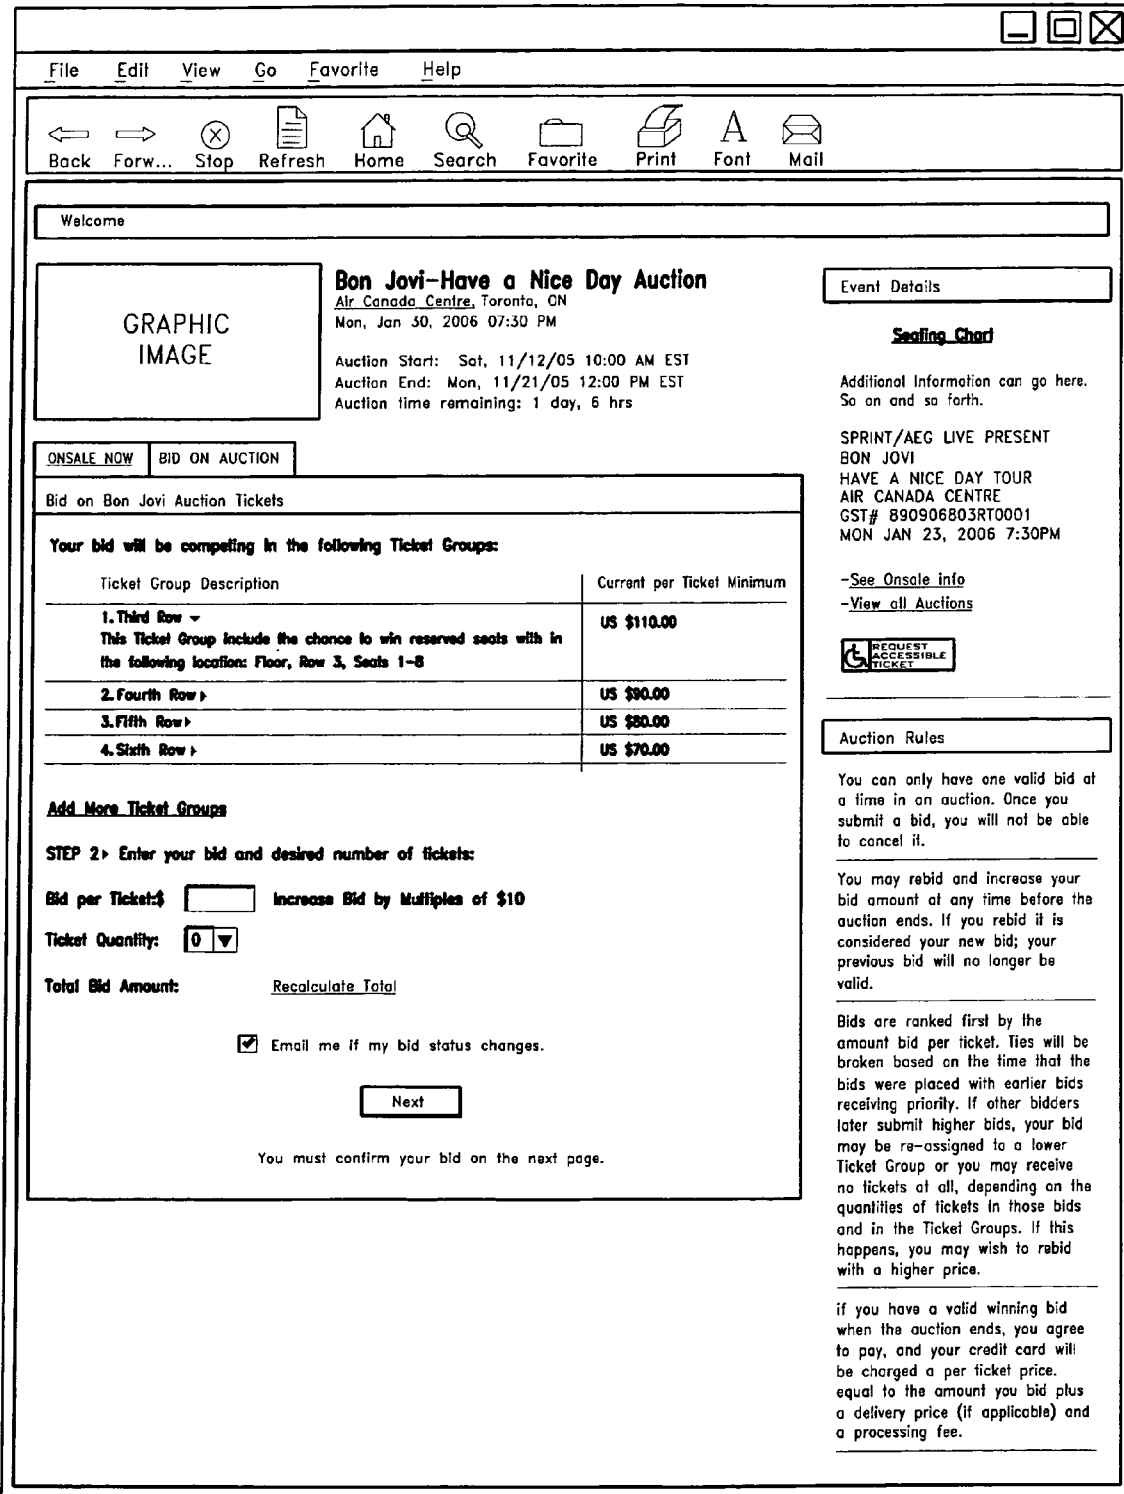 File Edit View Go Favorite Help
Back Forw... Stop Refresh Home Search Favorite Print Font Mail
Welcome
GRAPHIC
IMAGE
Bon Jovi-Have a Nice Day Auction
Air Canada Centre, Toronto, ON
Mon, Jan 30, 2006 07:30 PM
Auction Start: Sat, 11/12/05 10:00 AM EST
Auction End: Mon, 11/21/05 12:00 PM EST
Auction time remaining: 1 day, 6 hrs
ONSALE NOW BID ON AUCTION
Bid on Bon Jovi Auction Tickets
Your bid will be competing in the following Ticket Groups:
Ticket Group Description Current per Ticket Minimum
1. Third Row US $110.00
This Ticket Group include the chance to win reserved seats with in
the following location: Floor, Row 3, Seats 1-8
2. Fourth Row US $90.00
3. Fifth Row US $80.00
4. Sixth Row US $70.00
Add More Ticket Groups
STEP 2 Enter your bid and desired number of tickets:
Bid per Ticket:$ Increase Bid by Multiples of $10
Ticket Quantity: 0
Total Bid Amount: Recalculate Total
Email me if my bid status changes.
Next
You must confirm your bid on the next page.
Event Details
Seating Chart
Additional Information can go here.
So on and so forth.
SPRINT/AEG LIVE PRESENT
BON JOVI
HAVE A NICE DAY TOUR
AIR CANADA CENTRE
GST# 890906803RT0001
MON JAN 23, 2006 7:30PM
-See Onsale info
-View all Auctions
REQUEST
ACCESSIBLE
TICKET
Auction Rules
You can only have one valid bid at
a time in an auction. Once you
submit a bid, you will not be able
to cancel it.
You may rebid and increase your
bid amount at any time before the
auction ends. If you rebid it is
considered your new bid; your
previous bid will no longer be
valid.
Bids are ranked first by the
amount bid per ticket. Ties will be
broken based on the time that the
bids were placed with earlier bids
receiving priority. If other bidders
later submit higher bids, your bid
may be re-assigned to a lower
Ticket Group or you may receive
no tickets at all, depending on the
quantities of tickets in those bids
and in the Ticket Groups. If this
happens, you may wish to rebid
with a higher price.
if you have a valid winning bid
when the auction ends, you agree
to pay, and your credit card will
be charged a per ticket price.
equal to the amount you bid plus
a delivery price (if applicable) and
a processing fee.